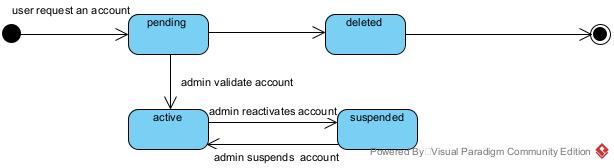 user request an account
pending
deleted
admin validate account
active
admin reactivates account
suspended
admin suspends account
Powered By Visual Paradigm Community Edition